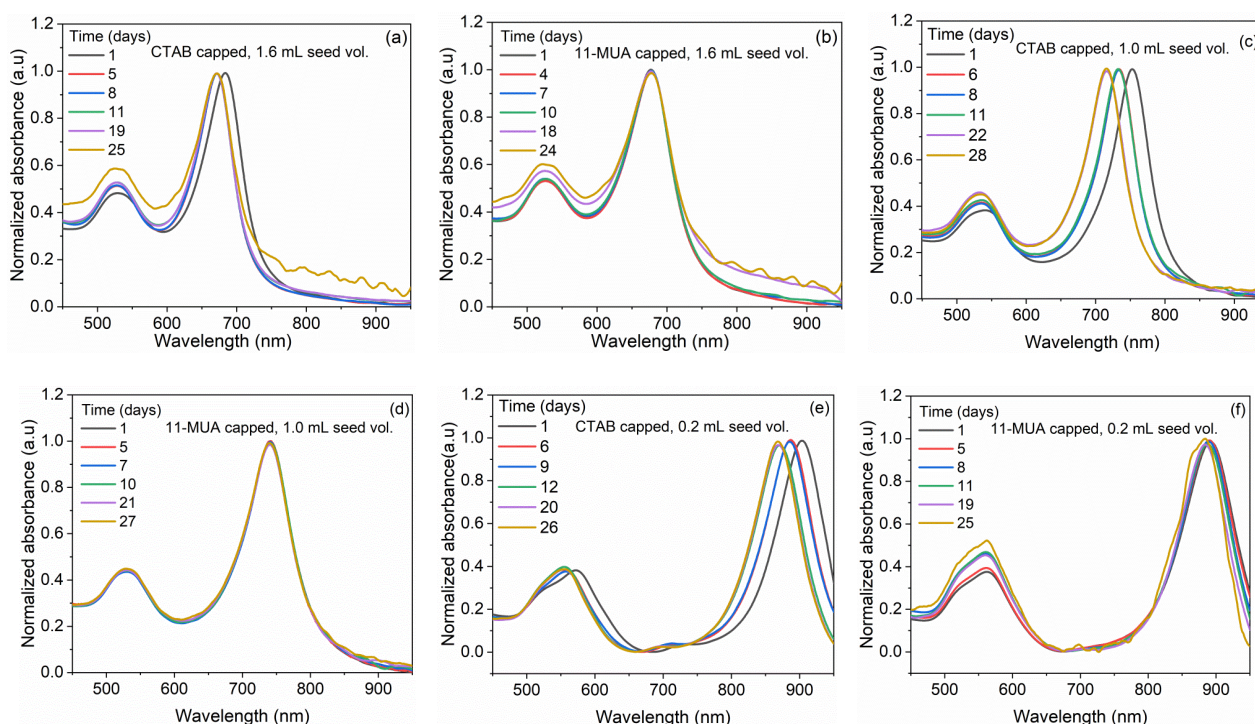 (a)
Time (days)
CTAB capped, 1.6 mL seed vol.
1
5
8
11
19
25
Normalized absorbance (a.u)
1.2
1.0
0.8
0.6
0.4
0.2
0.0
500 600 700 800 900
Wavelength (nm)
(b)
Time (days)
11-MUA capped, 1.6 mL seed vol.
1
4
7
10
18
24
Normalized absorbance (a.u)
1.2
1.0
0.8
0.6
0.4
0.2
0.0
500 600 700 800 900
Wavelength (nm)
Time (days)
CTAB capped, 1.0 mL seed vol.
(c)
1
6
8
11
22
28
Normalized absorbance (a.u)
1.2
1.0
0.8
0.6
0.4
0.2
0.0
500 600 700 800 900
Wavelength (nm)
Time (days)
(d)
11-MUA capped, 1.0 mL seed vol.
1
5
7
10
21
27
Normalized absorbance (a.u)
1.2
1.0
0.8
0.6
0.4
0.2
0.0
500 600 700 800 900
Wavelength (nm)
Time (days)
(e)
CTAB capped, 0.2 mL seed vol.
1
6
9
12
20
26
Normalized absorbance(a.u)
1.2
1.0
0.8
0.6
0.4
0.2
0.0
500 600 700 800 900
Wavelength (nm)
Time (days)
(f)
11-MUA capped, 0.2 mL seed vol.
1
5
8
11
19
25
Normalized absorbance (a.u)
1.2
1.0
0.8
0.6
0.4
0.2
0.0
500 600 700 800 900
Wavelength (nm)